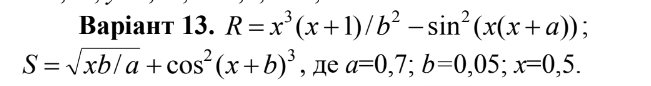 Варіант 13. R = x³(x+1)/b² − sin²(x(x+a));
S = √xb/a + cos²(x+b)³, де a=0,7; b=0,05; x=0,5.